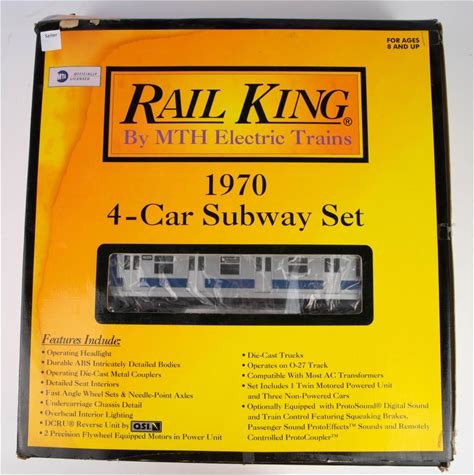 Seller
FOR AGES
8 AND UP
MTA
OFFICIALLY
LICENSED
RAIL KING®
By MTH Electric Trains
1970
4-Car Subway Set
Features Include:
• Operating Headlight
• Durable ABS Intricately Detailed Bodies
• Operating Die-Cast Metal Couplers
• Detailed Seat Interiors
• Fast Angle Wheel Sets & Needle-Point Axles
• Undercarriage Chassis Detail
• Overhead Interior Lighting
• DCRU® Reverse Unit by QSI
• 2 Precision Flywheel Equipped Motors in Power Unit
• Die-Cast Trucks
• Operates on O-27 Track
• Compatible With Most AC Transformers
• Set Includes 1 Twin Motored Powered Unit
and Three Non-Powered Cars
• Optionally Equipped with ProtoSound® Digital Sound
and Train Control Featuring Squeaking Brakes,
Passenger Sound ProtoEffects™ Sounds and Remotely
Controlled ProtoCoupler™